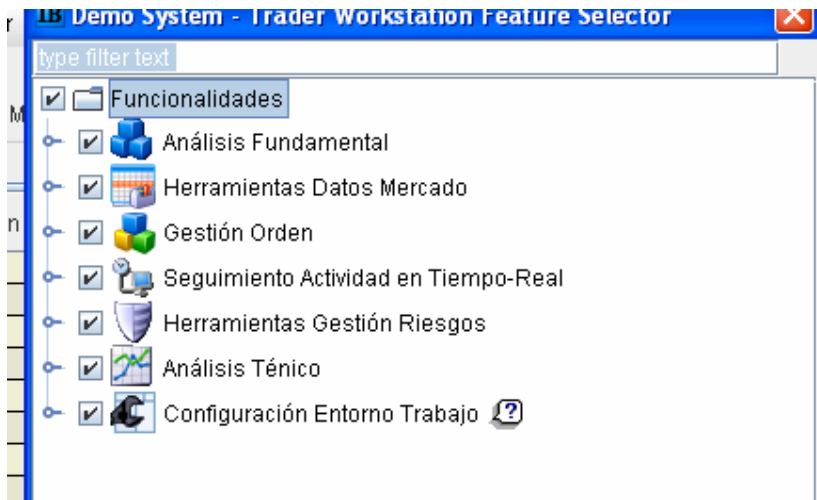 Demo System - Trader Workstation Feature Selector
type filter text
Funcionalidades
Análisis Fundamental
Herramientas Datos Mercado
Gestión Orden
Seguimiento Actividad en Tiempo-Real
Herramientas Gestión Riesgos
Análisis Ténico
Configuración Entorno Trabajo